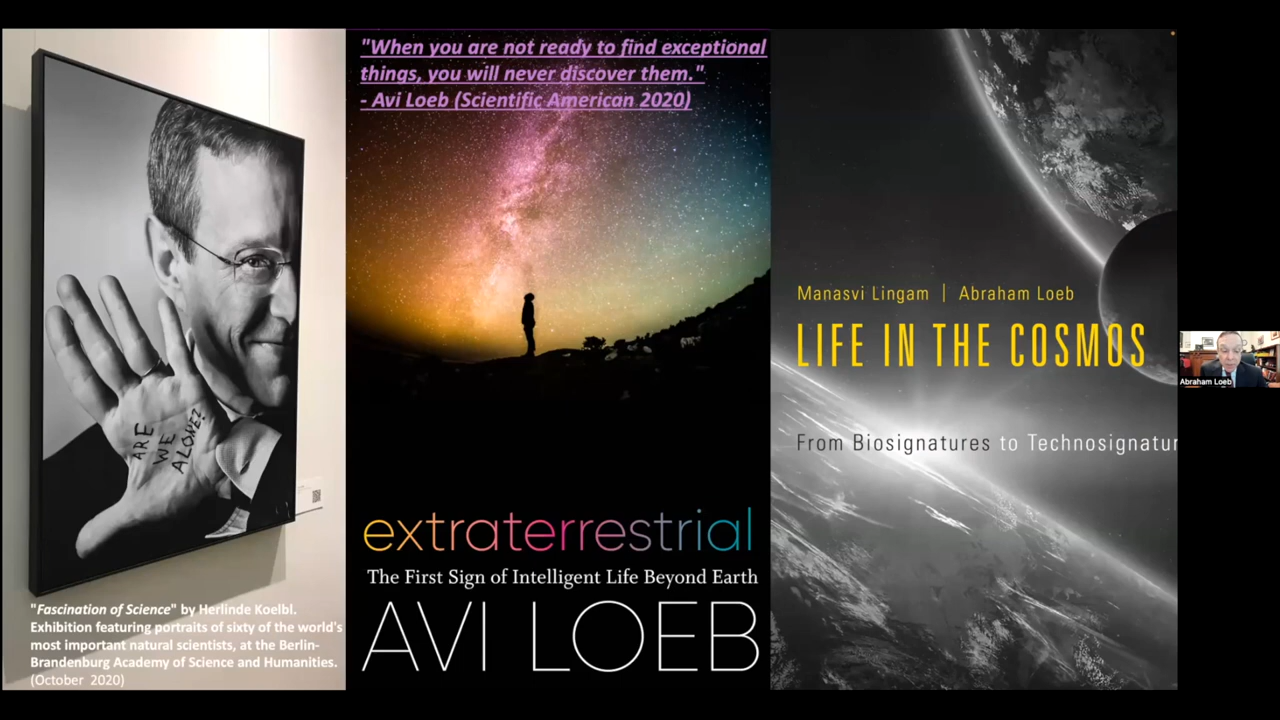 ARE
WE
ALONE?
"Fascination of Science" by Herlinde Koelbl.
Exhibition featuring portraits of sixty of the world's
most important natural scientists, at the Berlin-
Brandenburg Academy of Science and Humanities.
(October 2020)
"When you are not ready to find exceptional
things, you will never discover them."
- Avi Loeb (Scientific American 2020)
extraterrestrial
The First Sign of Intelligent Life Beyond Earth
AVI LOEB
Manasvi Lingam | Abraham Loeb
LIFE IN THE COSMOS
From Biosignatures to Technosignatur
Abraham Loeb